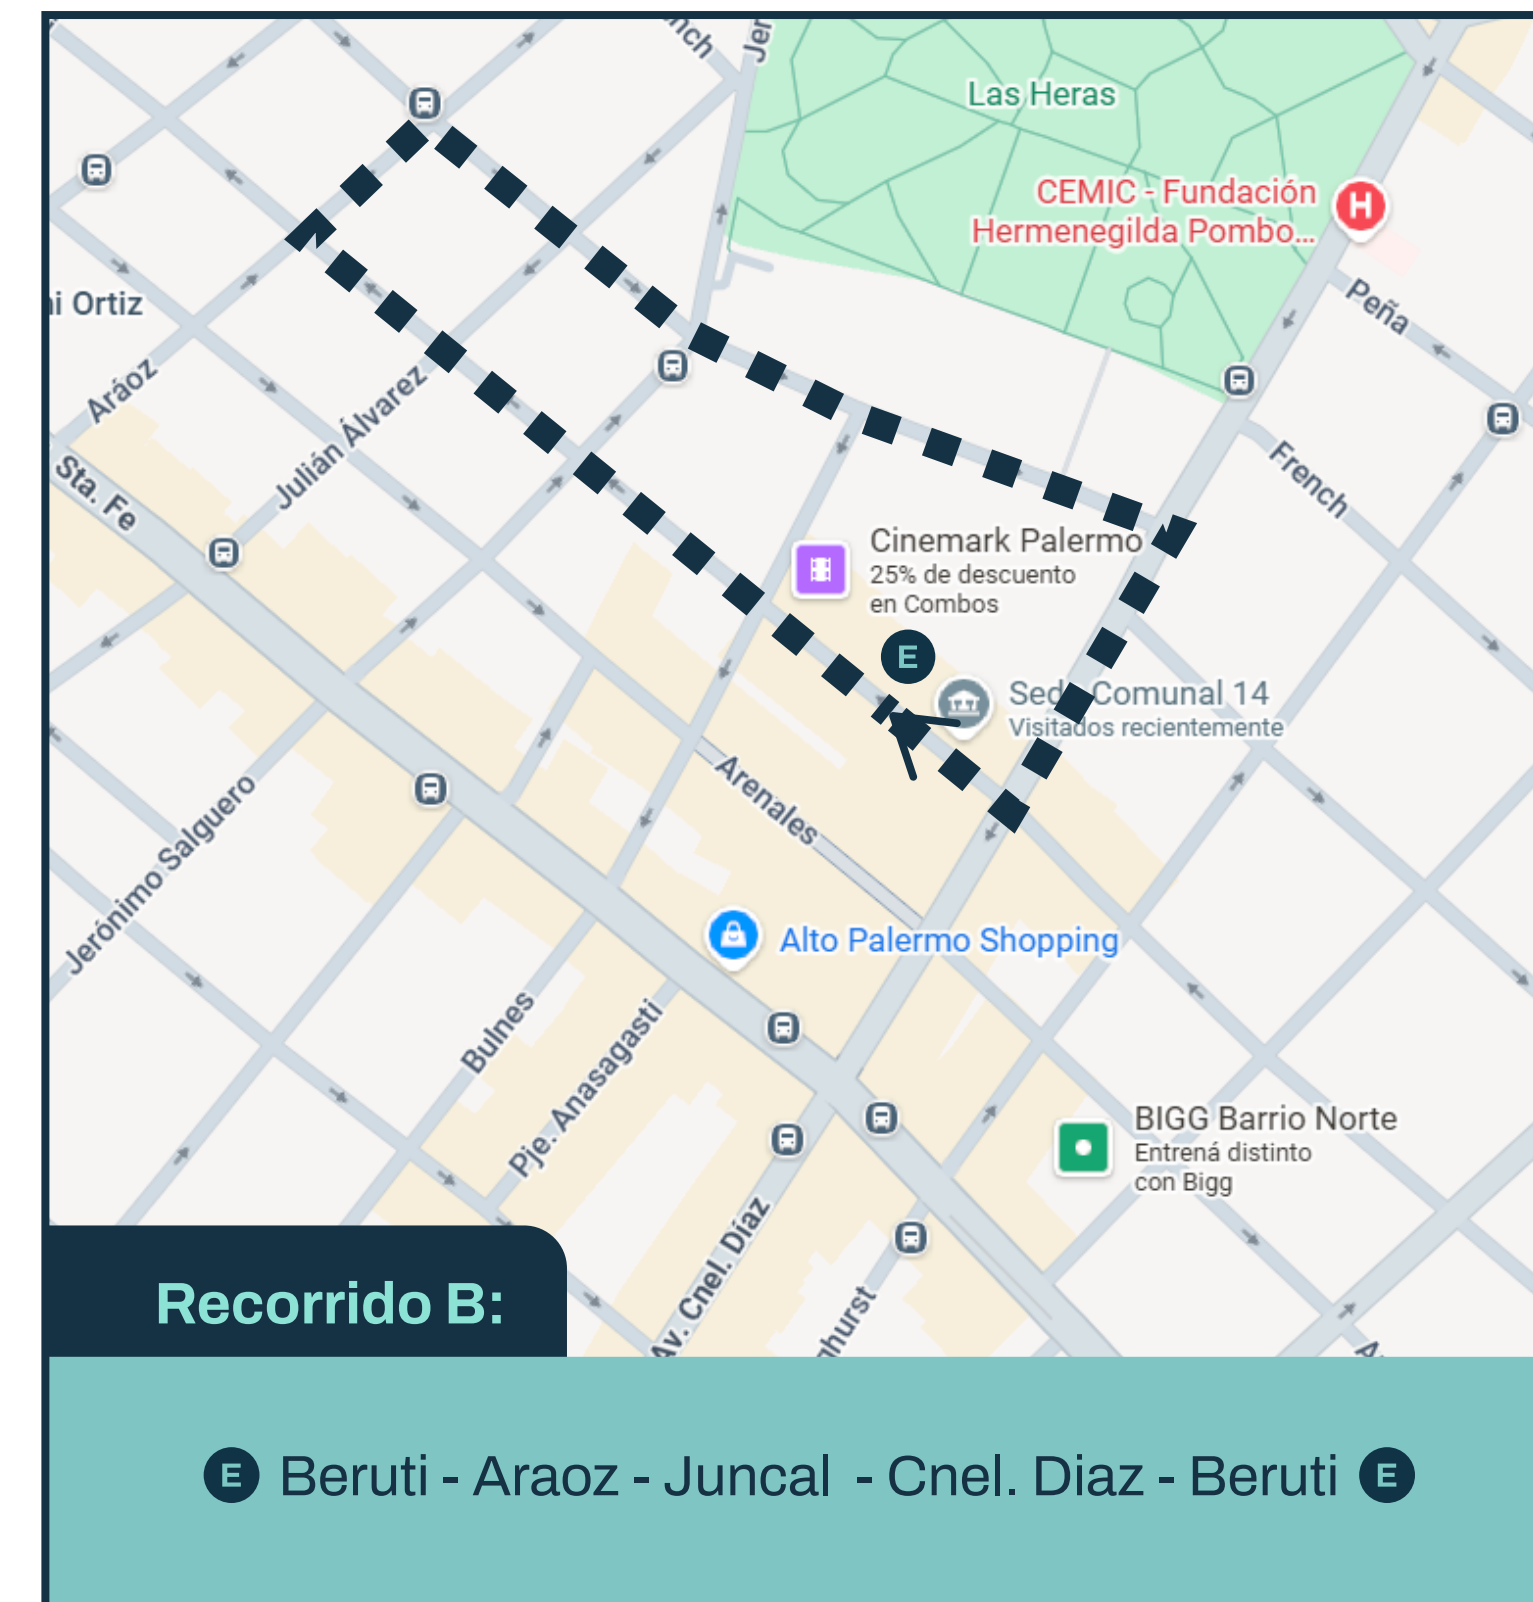 Las Heras
CEMIC - Fundación
Hermenegilda Pombo...
Peña
Ortiz
Aráoz
Julián Álvarez
French
Sta. Fe
Cinemark Palermo
25% de descuento
en Combos
E
Comunal 14
Visitados recientemente
Arenales
Jerónimo Salguero
Alto Palermo Shopping
Bulnes
Pje. Anasagasti
BIGG Barrio Norte
Entrená distinto
con Bigg
Av. Cnel. Díaz
Recorrido B:
E Beruti - Araoz - Juncal - Cnel. Diaz - Beruti E